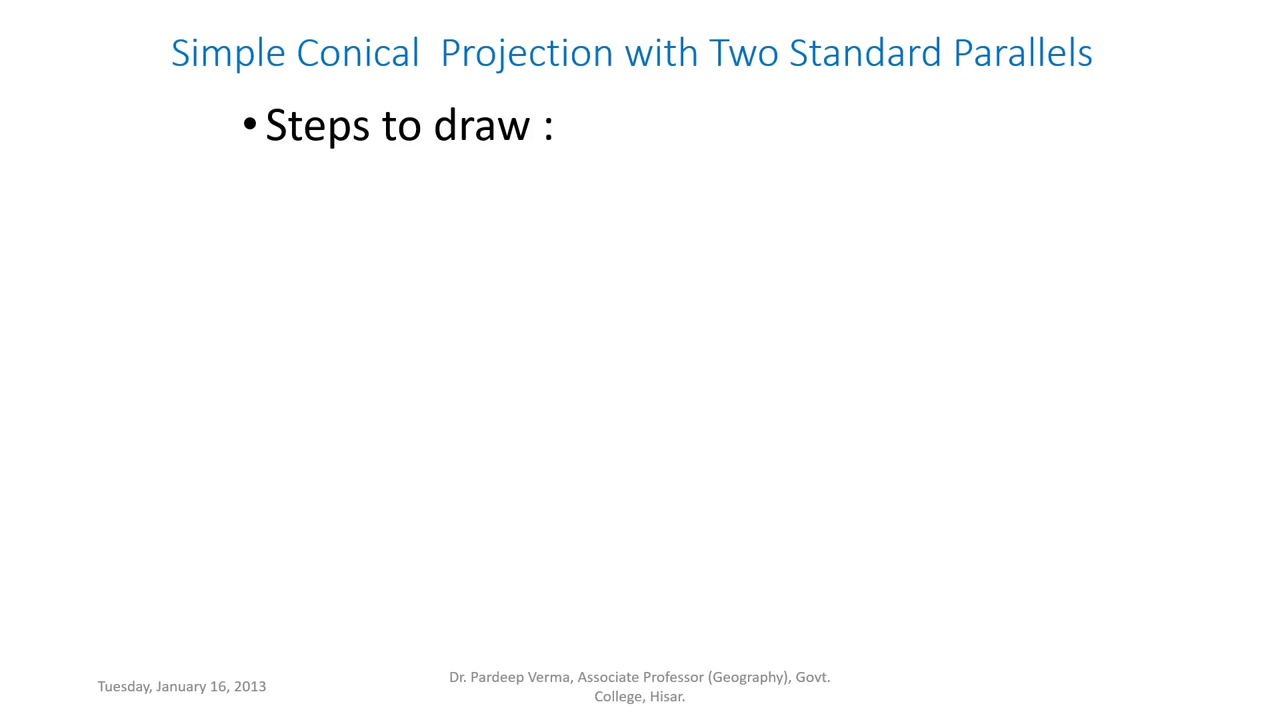 Simple Conical  Projection with Two Standard Parallels
• Steps to draw :
Tuesday, January 16, 2013
Dr. Pardeep Verma, Associate Professor (Geography), Govt.
College, Hisar.